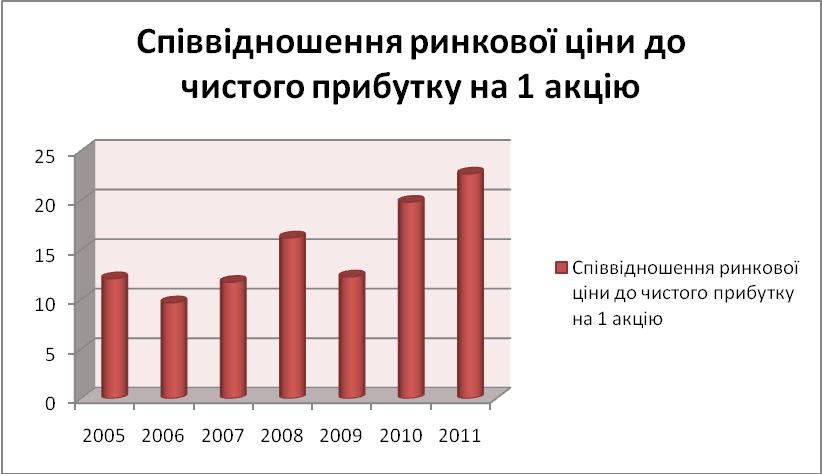 Співвідношення ринкової ціни до
чистого прибутку на 1 акцію
25
20
15
10
5
0
2005 2006 2007 2008 2009 2010 2011
Співвідношення ринкової
ціни до чистого прибутку
на 1 акцію